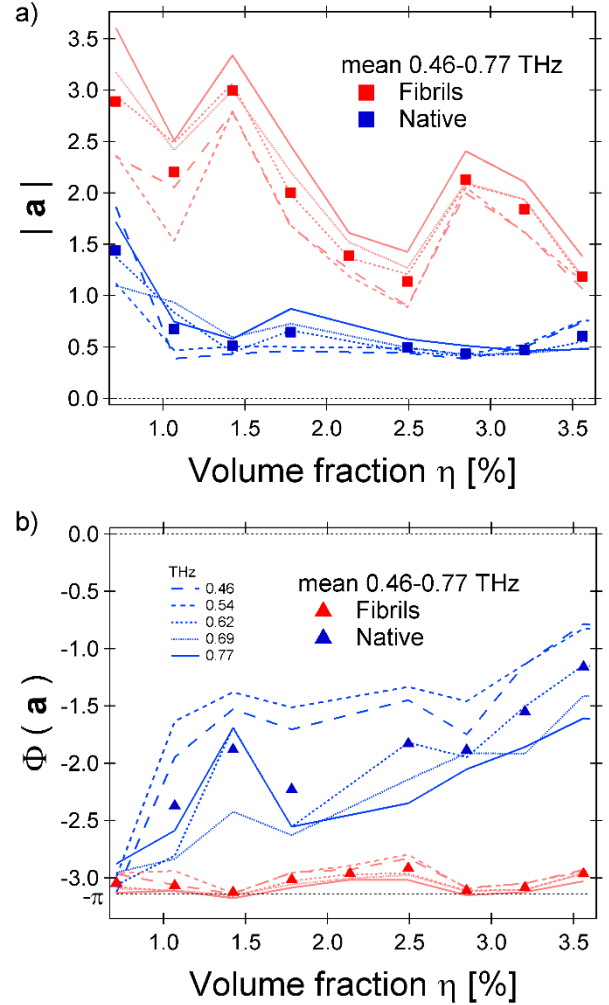 a)
mean 0.46-0.77 THz
Fibrils
Native
3.5
3.0
2.5
2.0
1.5
1.0
0.5
0.0
| a |
1.0 1.5 2.0 2.5 3.0 3.5
Volume fraction η [%]
b)
0.0
-0.5
-1.0
-1.5
-2.0
-2.5
-3.0
-π
Φ ( a )
THz
0.46
0.54
0.62
0.69
0.77
mean 0.46-0.77 THz
Fibrils
Native
1.0 1.5 2.0 2.5 3.0 3.5
Volume fraction η [%]